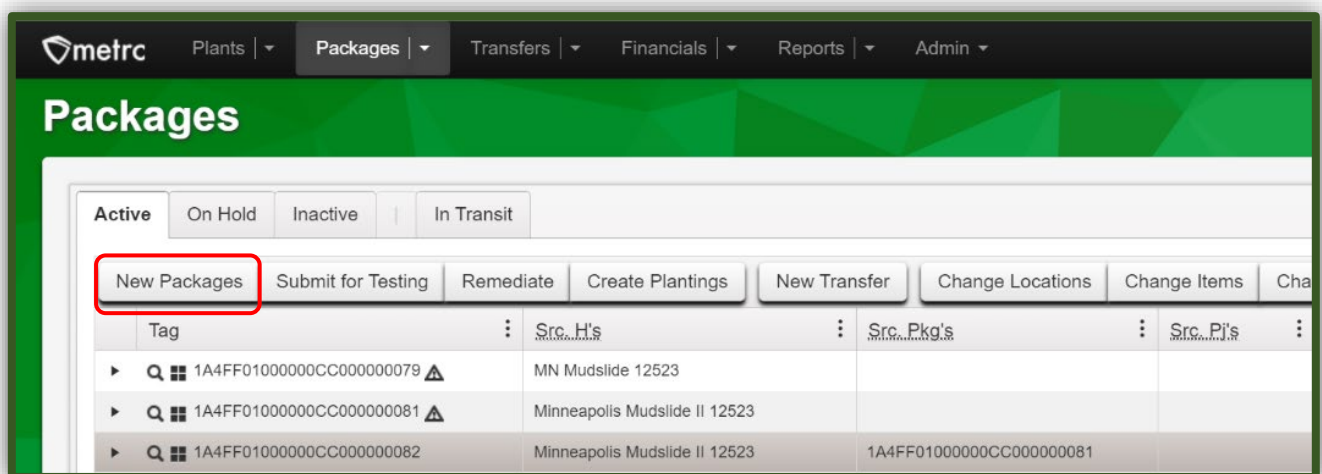 metrc Plants Packages Transfers Financials Reports Admin
Packages
Active On Hold Inactive In Transit
New Packages Submit for Testing Remediate Create Plantings New Transfer Change Locations Change Items Cha
Tag Src. H's Src. Pkg's Src. Pj's
1A4FF01000000CC000000079 MN Mudslide 12523
1A4FF01000000CC000000081 Minneapolis Mudslide II 12523
1A4FF01000000CC000000082 Minneapolis Mudslide II 12523 1A4FF01000000CC000000081